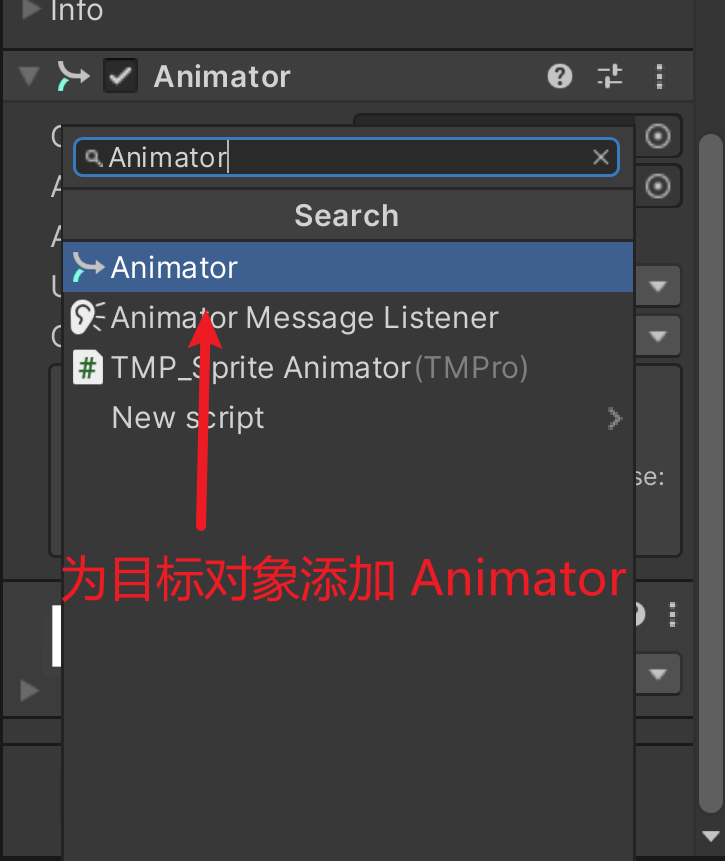 Info
Animator
Animator
Search
Animator
Animator Message Listener
TMP_Sprite Animator(TMPro)
New script
se:
为目标对象添加 Animator